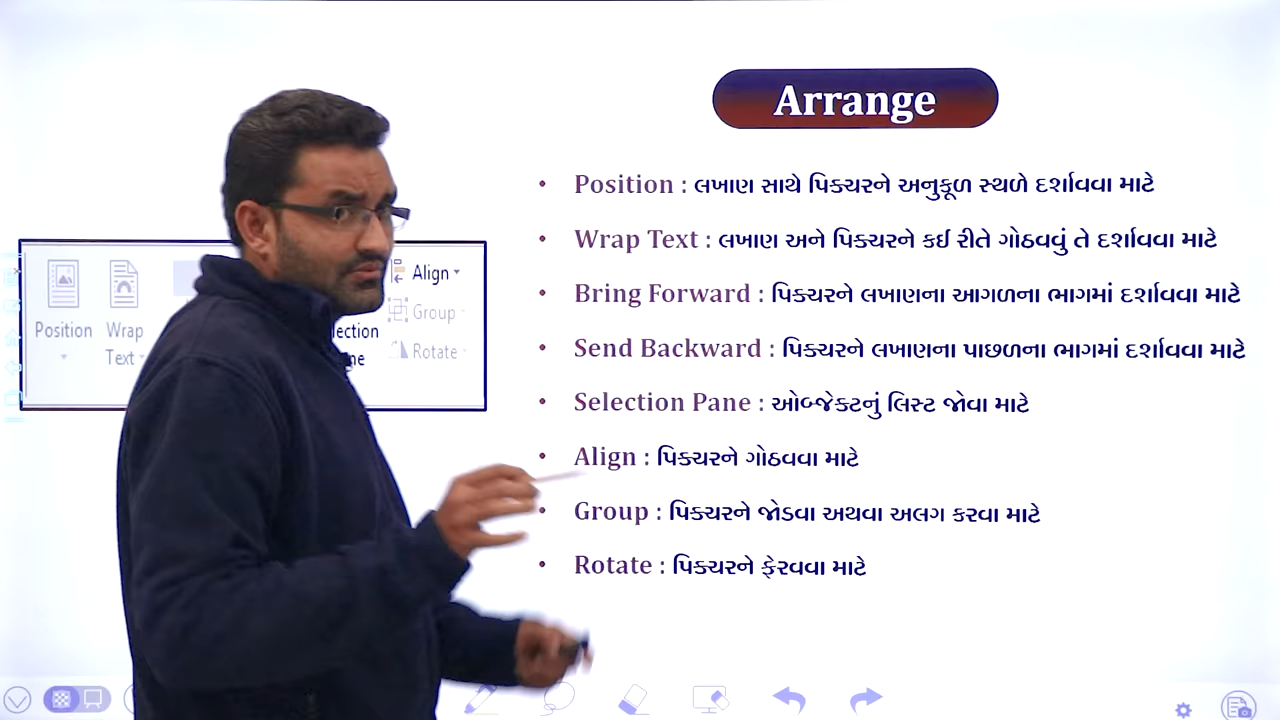 Arrange
Position : લખાણ સાથે પિક્ચરને અનુકૂળ સ્થળે દર્શાવવા માટે
Wrap Text : લખાણ અને પિક્ચરને કઈ રીતે ગોઠવવું તે દર્શાવવા માટે
Bring Forward : પિક્ચરને લખાણના આગળના ભાગમાં દર્શાવવા માટે
Send Backward : પિક્ચરને લખાણના પાછળના ભાગમાં દર્શાવવા માટે
Selection Pane : ઓબ્જેક્ટનું લિસ્ટ જોવા માટે
Align : પિક્ચરને ગોઠવવા માટે
Group : પિક્ચરને જોડવા અથવા અલગ કરવા માટે
Rotate : પિક્ચરને ફેરવવા માટે
Position
Wrap
Text
Align
Group
Rotate